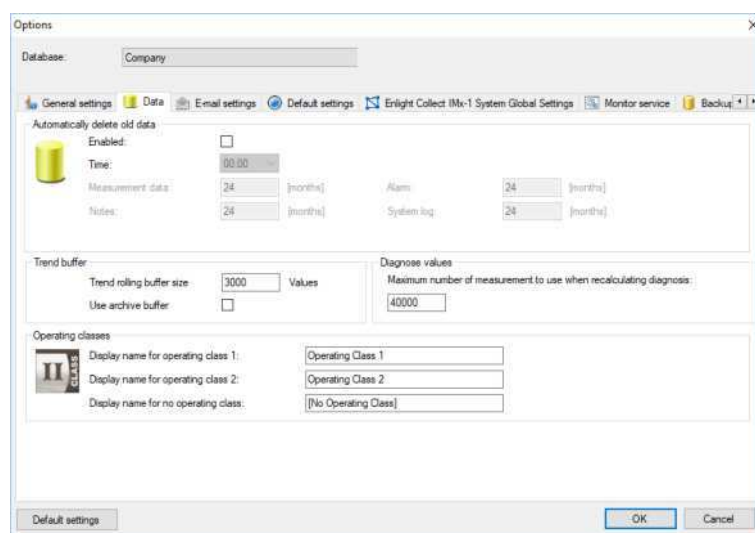 Options
Database: Company
General settings Data E-mail settings Default settings Enlight Collect IMx-1 System Global Settings Monitor service Backup
Automatically delete old data
Enabled:
Time: 00:00
Measurement data: 24 [months] Alarm: 24 [months]
Notes: 24 [months] System log: 24 [months]
Trend buffer Diagnose values
Trend rolling buffer size 3000 Values Maximum number of measurement to use when recalculating diagnosis:
Use archive buffer 40000
Operating classes
II CLASS
Display name for operating class 1: Operating Class 1
Display name for operating class 2: Operating Class 2
Display name for no operating class: [No Operating Class]
Default settings OK Cancel